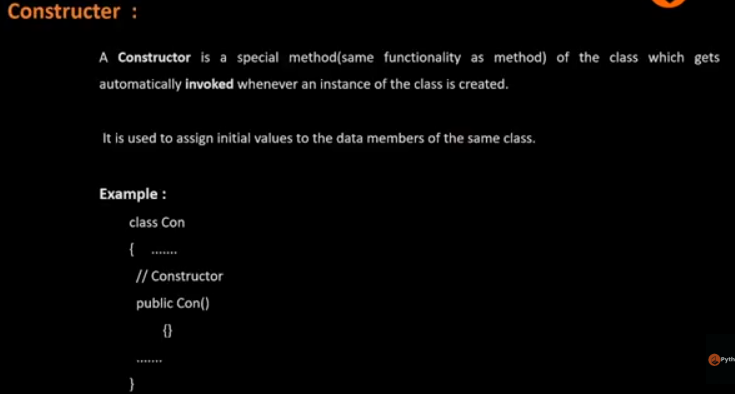 Constructer :
A Constructor is a special method(same functionality as method) of the class which gets
automatically invoked whenever an instance of the class is created.
It is used to assign initial values to the data members of the same class.
Example :
class Con
{ .......
// Constructor
public Con()
{}
.......
}